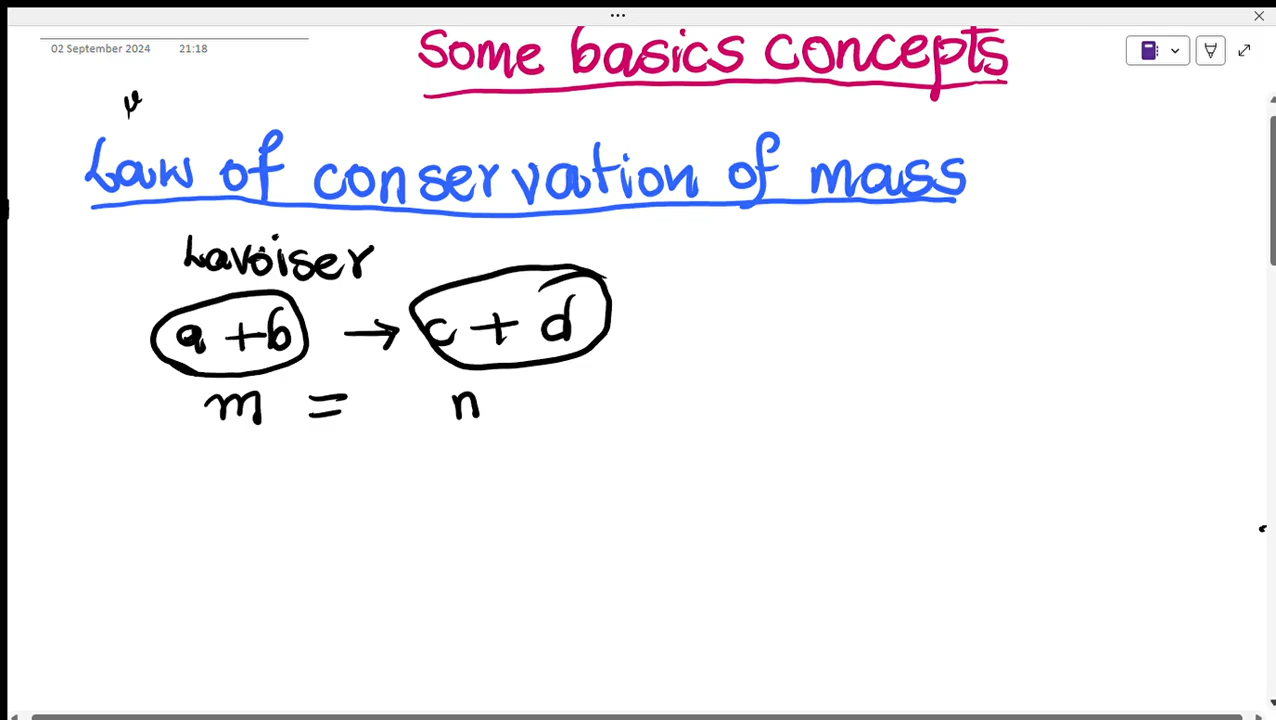 02 September 2024 21:18
Some basics concepts
Law of conservation of mass
Lavoiser
a + b → c + d
m = n